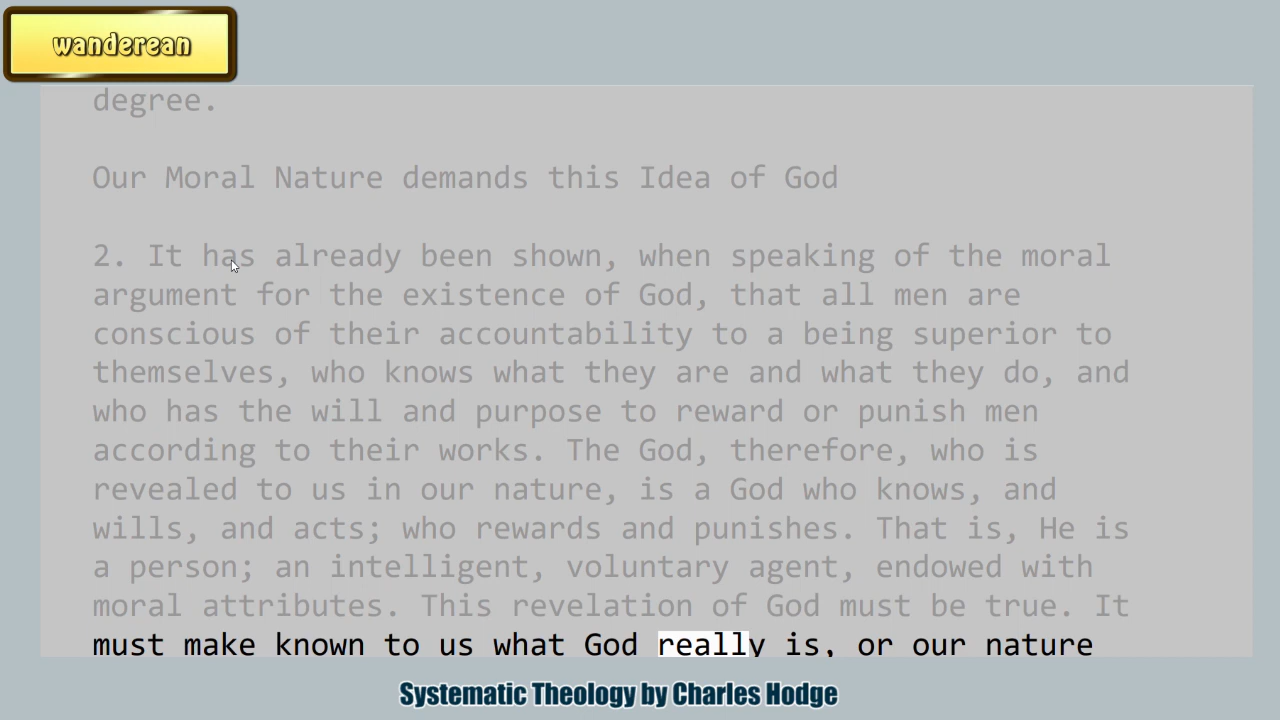 wanderean
degree.
Our Moral Nature demands this Idea of God
2. It has already been shown, when speaking of the moral
argument for the existence of God, that all men are
conscious of their accountability to a being superior to
themselves, who knows what they are and what they do, and
who has the will and purpose to reward or punish men
according to their works. The God, therefore, who is
revealed to us in our nature, is a God who knows, and
wills, and acts; who rewards and punishes. That is, He is
a person; an intelligent, voluntary agent, endowed with
moral attributes. This revelation of God must be true. It
must make known to us what God really is, or our nature
Systematic Theology by Charles Hodge